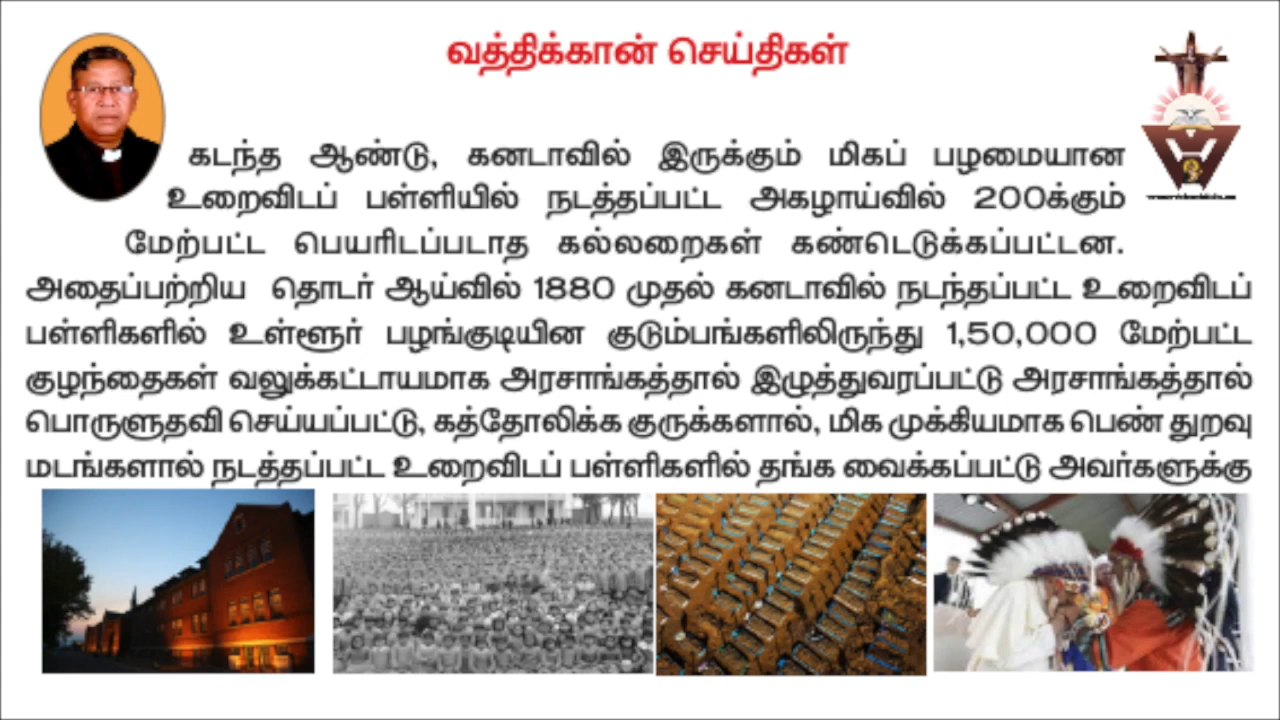 வத்திக்கான் செய்திகள்
கடந்த ஆண்டு, கனடாவில் இருக்கும் மிகப் பழமையான
உறைவிடப் பள்ளியில் நடத்தப்பட்ட அகழாய்வில் 200க்கும்
மேற்பட்ட பெயரிடப்படாத கல்லறைகள் கண்டெடுக்கப்பட்டன.
அதைப்பற்றிய தொடர் ஆய்வில் 1880 முதல் கனடாவில் நடந்தப்பட்ட உறைவிடப்
பள்ளிகளில் உள்ளூர் பழங்குடியின குடும்பங்களிலிருந்து 1,50,000 மேற்பட்ட
குழந்தைகள் வலுக்கட்டாயமாக அரசாங்கத்தால் இழுத்துவரப்பட்டு அரசாங்கத்தால்
பொருளுதவி செய்யப்பட்டு, கத்தோலிக்க குருக்களால், மிக முக்கியமாக பெண் துறவு
மடங்களால் நடத்தப்பட்ட உறைவிடப் பள்ளிகளில் தங்க வைக்கப்பட்டு அவர்களுக்கு